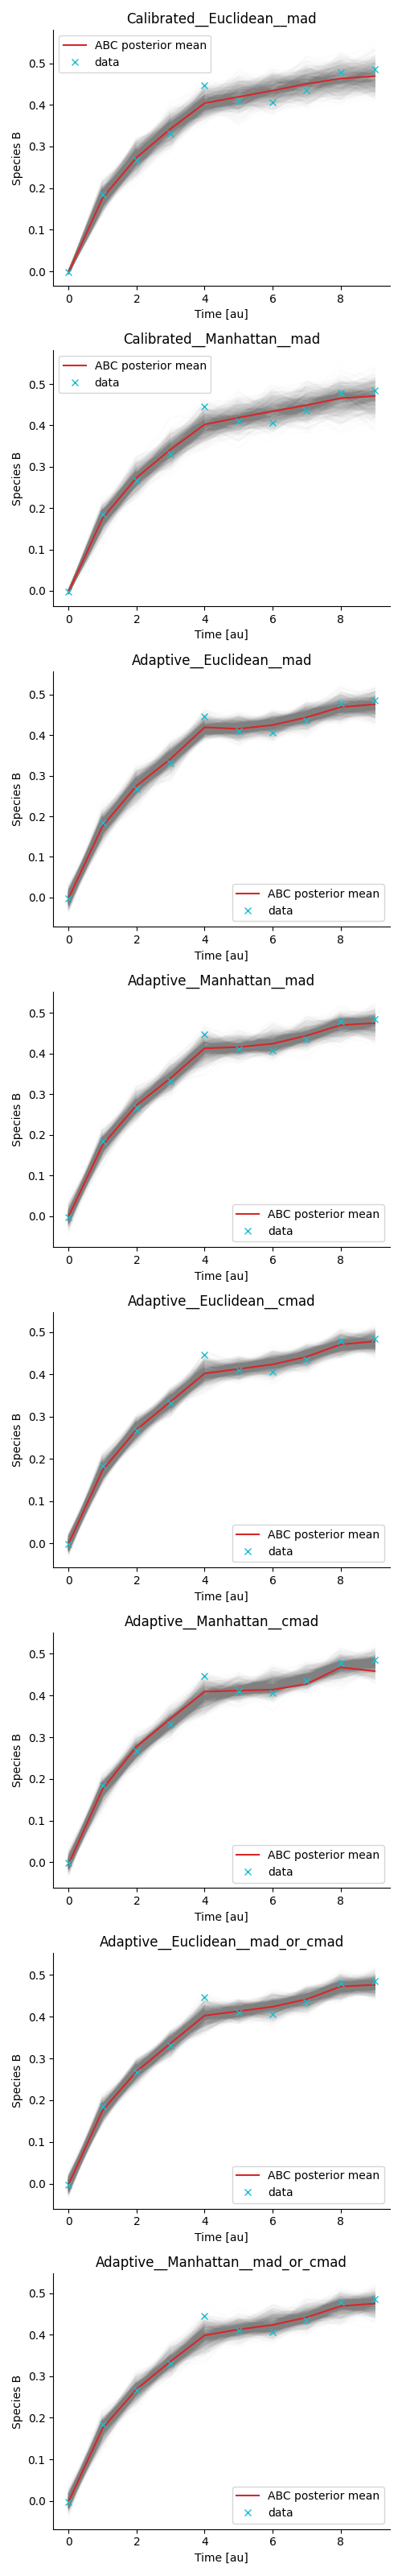 Calibrated__Euclidean__mad
ABC posterior mean
data
0.5
0.4
0.3
0.2
0.1
0.0
Species B
0 2 4 6 8
Time [au]
Calibrated__Manhattan__mad
ABC posterior mean
data
0.5
0.4
0.3
0.2
0.1
0.0
Species B
0 2 4 6 8
Time [au]
Adaptive__Euclidean__mad
0.5
0.4
0.3
0.2
0.1
0.0
Species B
ABC posterior mean
data
0 2 4 6 8
Time [au]
Adaptive__Manhattan__mad
0.5
0.4
0.3
0.2
0.1
0.0
Species B
ABC posterior mean
data
0 2 4 6 8
Time [au]
Adaptive__Euclidean__cmad
0.5
0.4
0.3
0.2
0.1
0.0
Species B
ABC posterior mean
data
0 2 4 6 8
Time [au]
Adaptive__Manhattan__cmad
0.5
0.4
0.3
0.2
0.1
0.0
Species B
ABC posterior mean
data
0 2 4 6 8
Time [au]
Adaptive__Euclidean__mad_or_cmad
0.5
0.4
0.3
0.2
0.1
0.0
Species B
ABC posterior mean
data
0 2 4 6 8
Time [au]
Adaptive__Manhattan__mad_or_cmad
0.5
0.4
0.3
0.2
0.1
0.0
Species B
ABC posterior mean
data
0 2 4 6 8
Time [au]